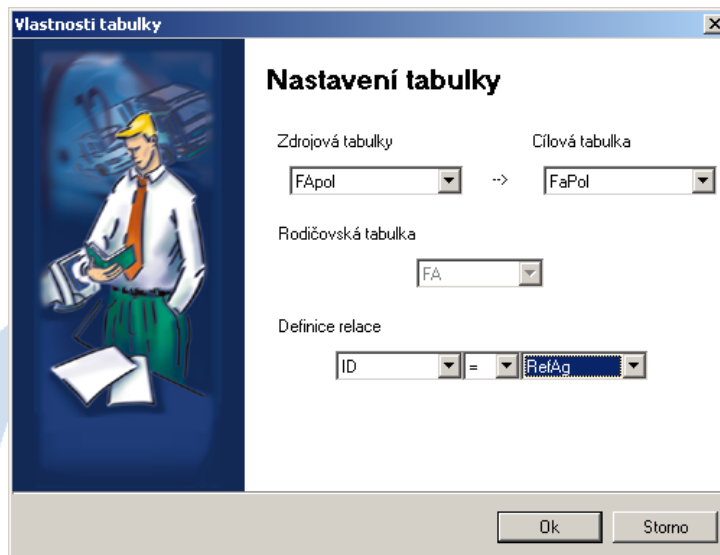 Vlastnosti tabulky
Nastavení tabulky
Zdrojová tabulky Cílová tabulka
FApol --> FaPol
Rodičovská tabulka
FA
Definice relace
ID = RefAg
Ok Storno